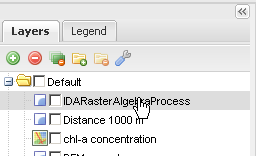 Layers
Legend
Default
IDARasterAlgebraProcess
Distance 1000 m
chl-a concentration